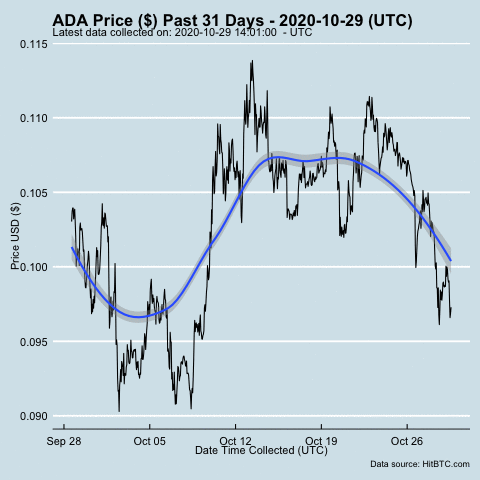 ADA Price ($) Past 31 Days - 2020-10-29 (UTC)
Latest data collected on: 2020-10-29 14:01:00 - UTC
0.115
0.110
0.105
0.100
0.095
0.090
Price USD ($)
Sep 28 Oct 05 Oct 12 Oct 19 Oct 26
Date Time Collected (UTC)
Data source: HitBTC.com